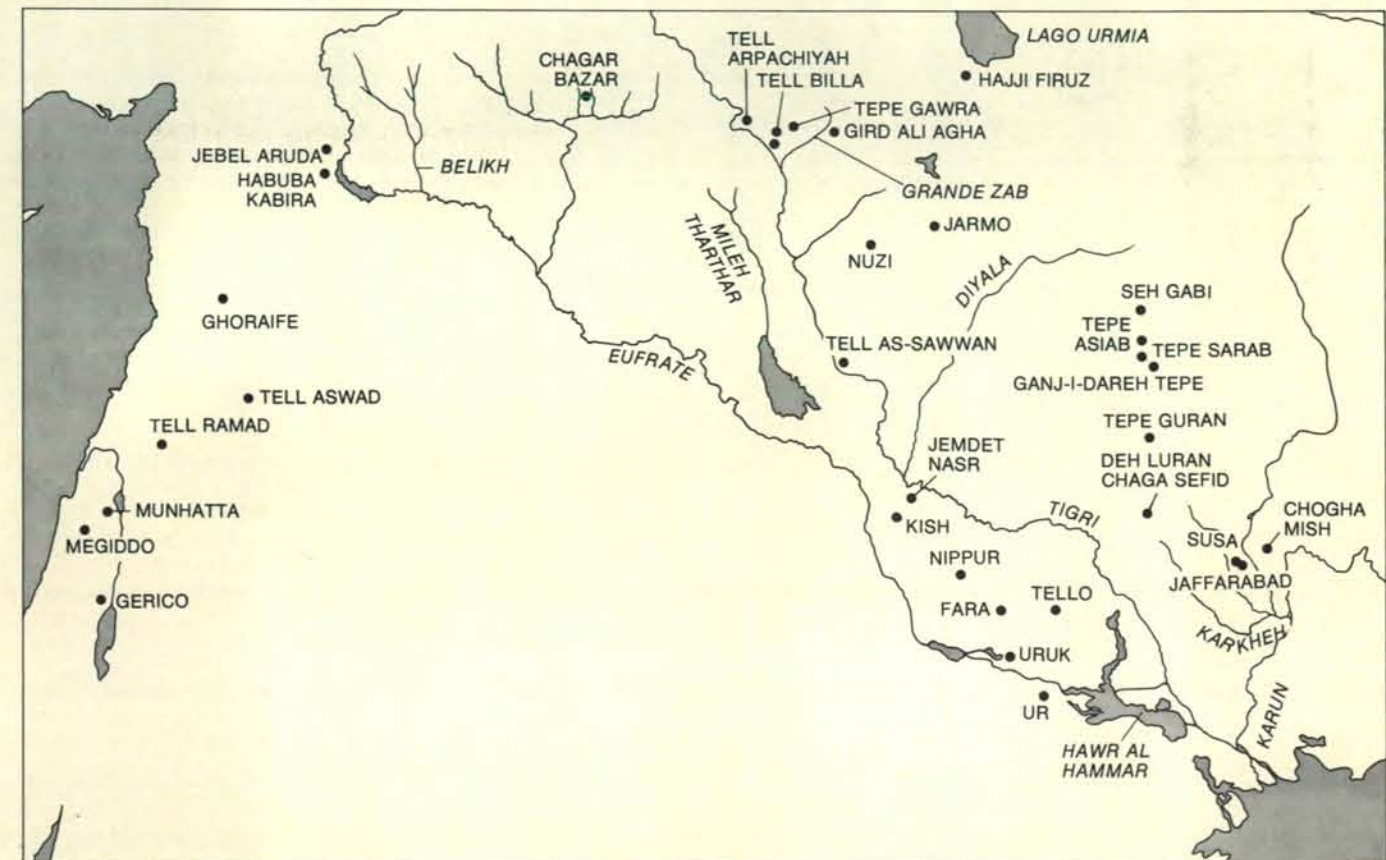 LAGO URMIA
TELL
ARPACHIYAH
TELL BILLA
HAJJI FIRUZ
CHAGAR
BAZAR
TEPE GAWRA
GIRD ALI AGHA
JEBEL ARUDA
HABUBA
KABIRA
BELIKH
GRANDE ZAB
MILEH
THARTHAR
JARMO
NUZI
DIYALA
SEH GABI
GHORAIFE
TEPE
ASIAB
TEPE SARAB
TELL AS-SAWWAN
EUFRATE
GANJ-I-DAREH TEPE
TELL ASWAD
TEPE GURAN
TELL RAMAD
JEMDET
NASR
DEH LURAN
CHAGA SEFID
MUNHATTA
MEGIDDO
KISH
TIGRI
CHOGHA
MISH
SUSA
NIPPUR
JAFFARABAD
GERICO
FARA
TELLO
KARKHEH
URUK
UR
KARUN
HAWR AL
HAMMAR